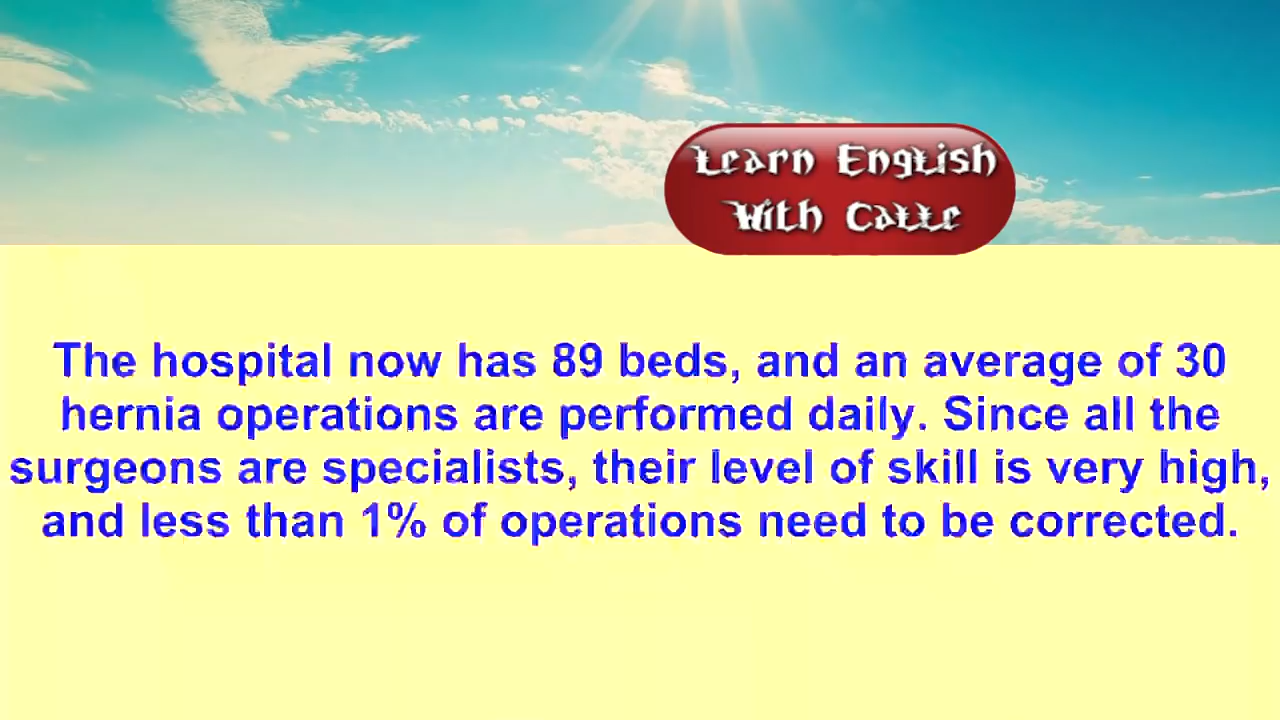 Learn English
With Catte
The hospital now has 89 beds, and an average of 30
hernia operations are performed daily. Since all the
surgeons are specialists, their level of skill is very high,
and less than 1% of operations need to be corrected.